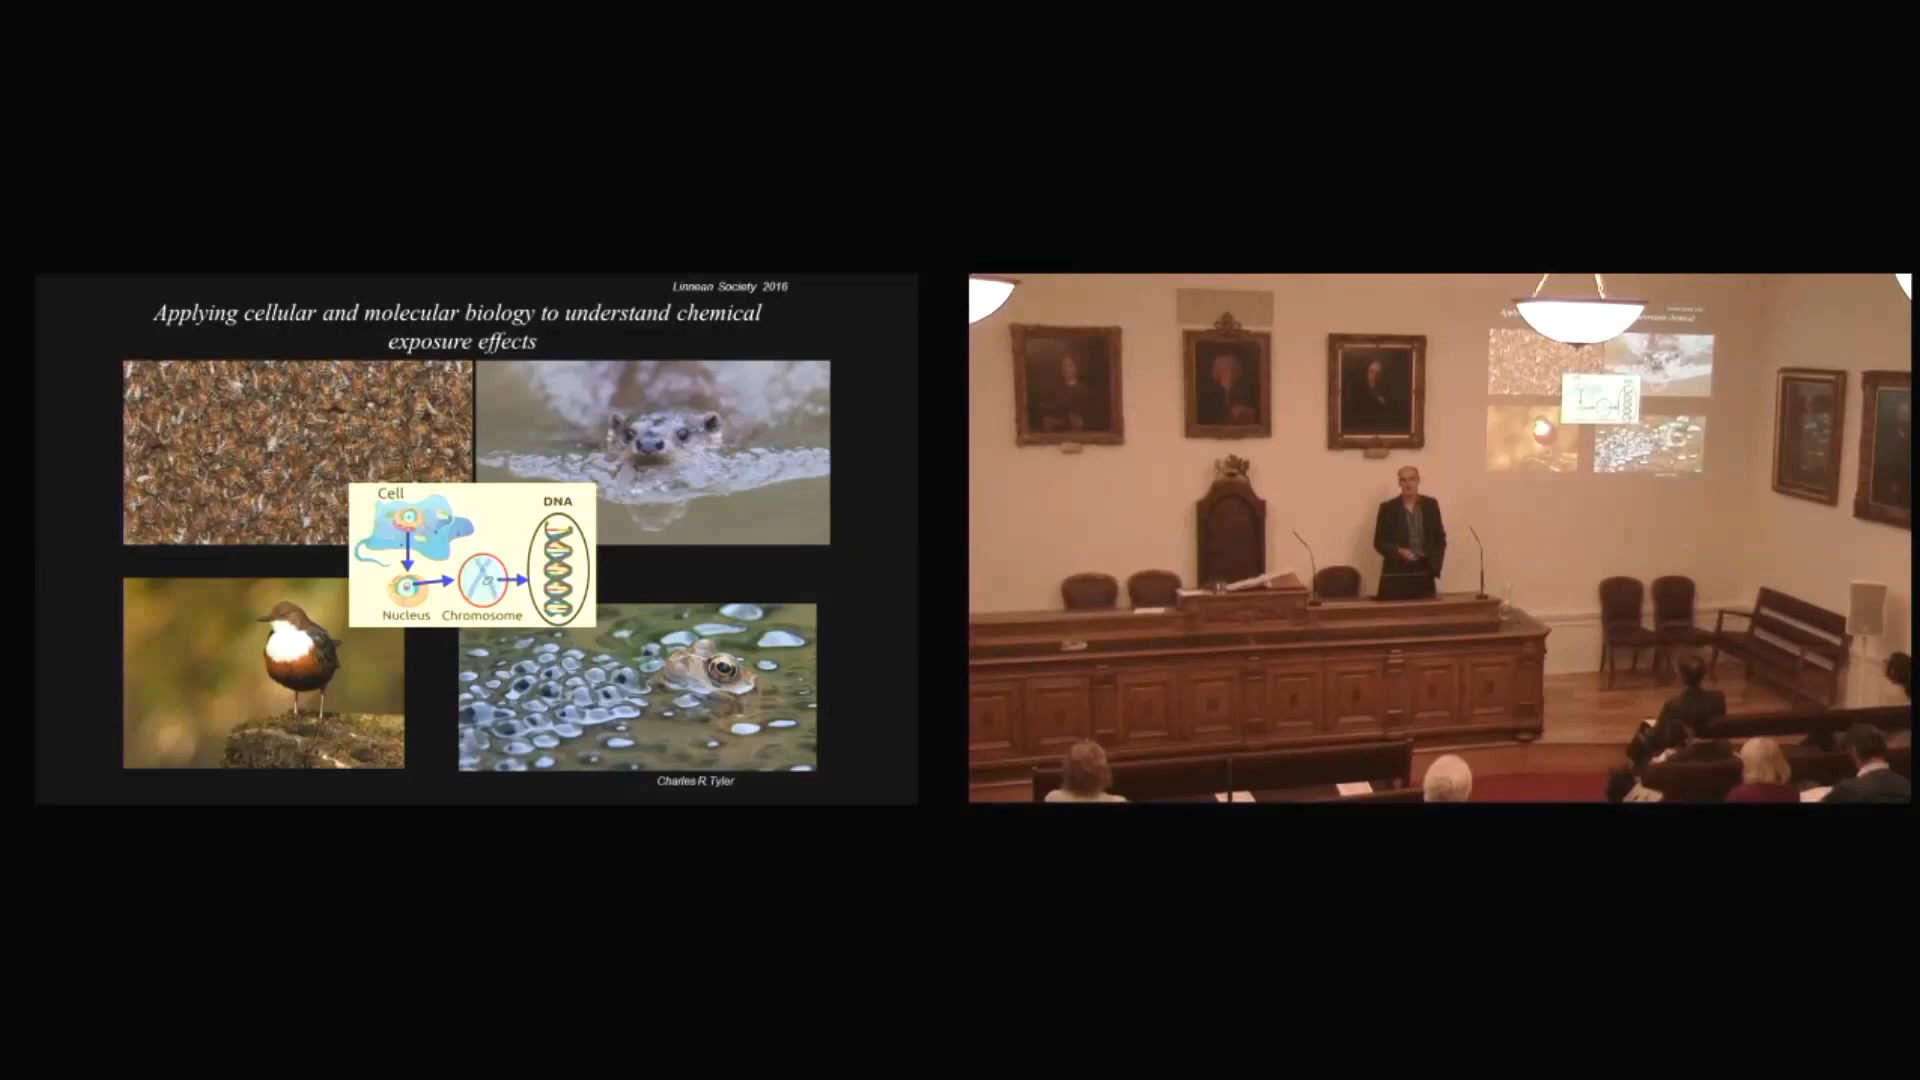 Linnean Society 2016
Applying cellular and molecular biology to understand chemical
exposure effects
Cell
DNA
Nucleus Chromosome
Charles R.Tyler